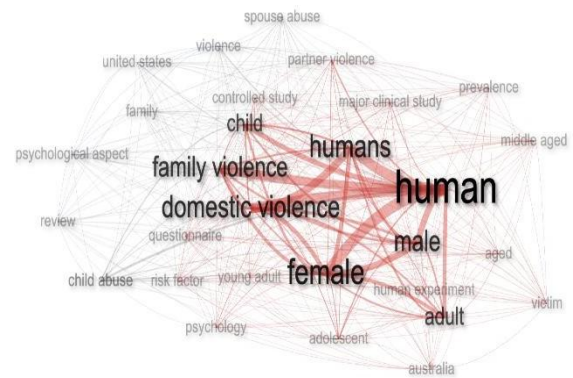 spouse abuse
violence
united states
partner violence
family
controlled study
major clinical study
prevalence
child
humans
middle aged
psychological aspect
family violence
human
domestic violence
review
questionnaire
male
aged
child abuse
risk factor
young adult
female
human experiment
victim
psychology
adolescent
adult
australia